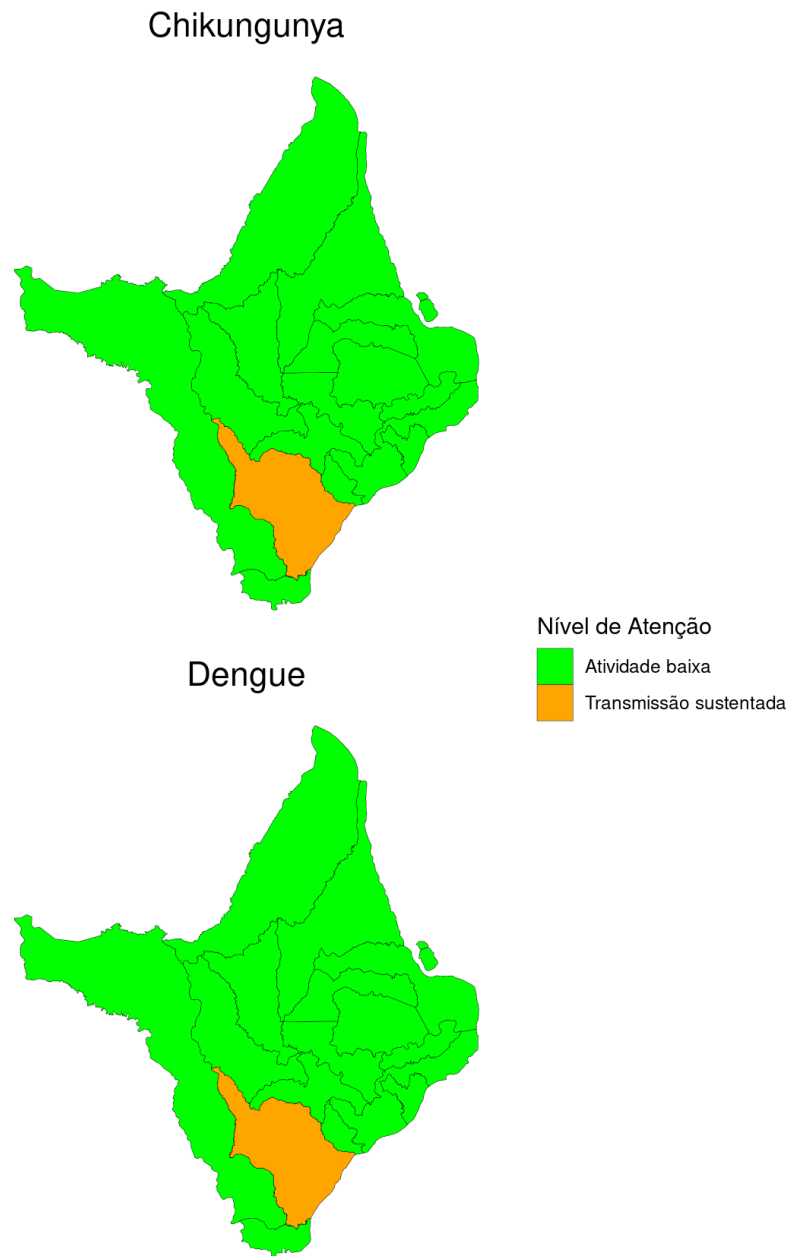 Chikungunya
Nível de Atenção
Atividade baixa
Transmissão sustentada
Dengue